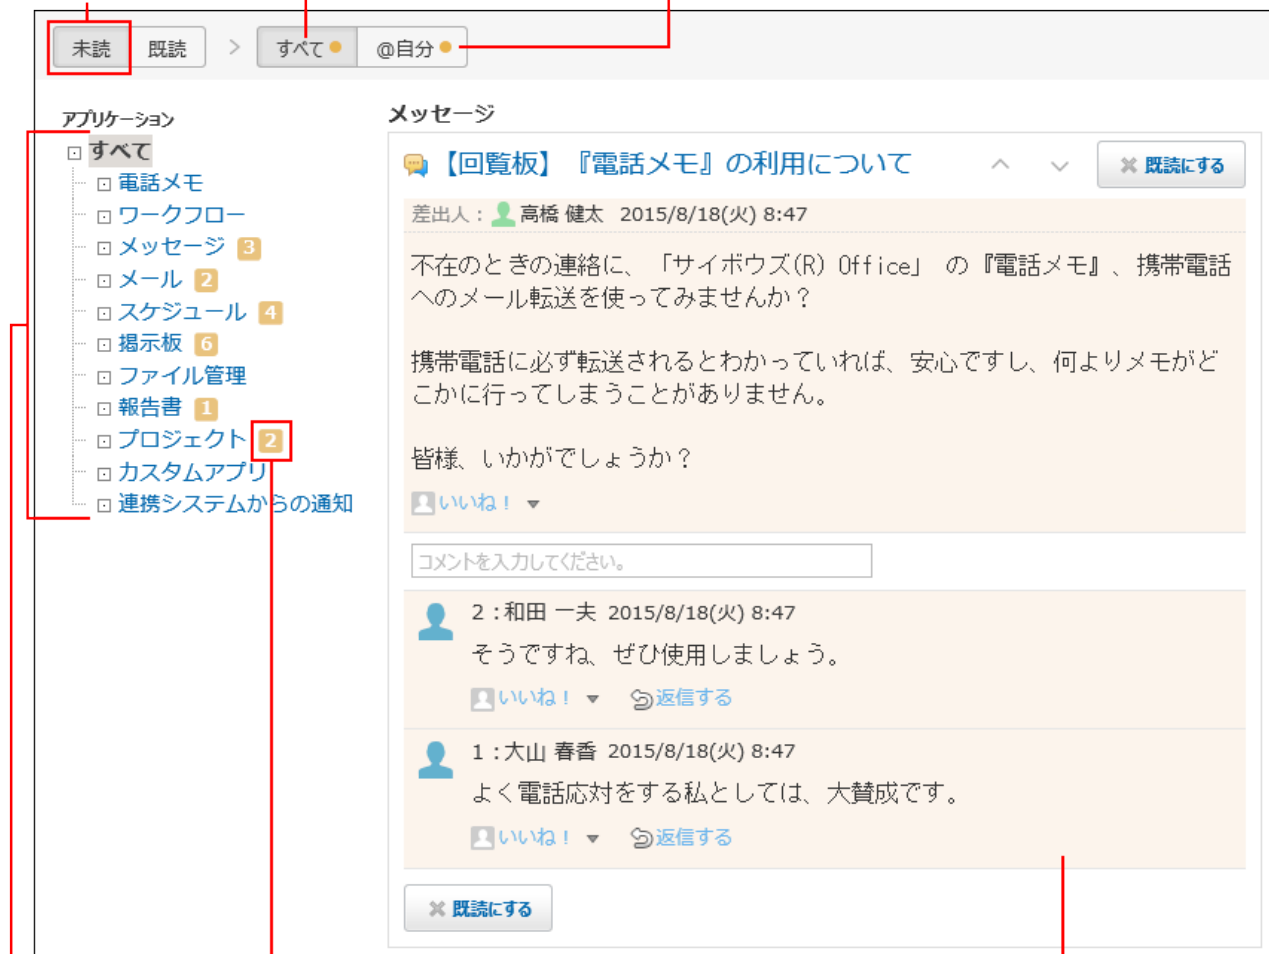 未読 既読 > すべて @自分
アプリケーション
すべて
電話メモ
ワークフロー
メッセージ 3
メール 2
スケジュール 4
掲示板 6
ファイル管理
報告書 1
プロジェクト 2
カスタムアプリ
連携システムからの通知
メッセージ
【回覧板】『電話メモ』の利用について 既読にする
差出人： 高橋 健太 2015/8/18(火) 8:47
不在のときの連絡に、「サイボウズ(R) Office」 の『電話メモ』、携帯電話
へのメール転送を使ってみませんか？
携帯電話に必ず転送されるとわかっていれば、安心ですし、何よりメモがど
こかに行ってしまうことがありません。
皆様、いかがでしょうか？
いいね！
コメントを入力してください。
2：和田 一夫 2015/8/18(火) 8:47
そうですね、ぜひ使用しましょう。
いいね！ 返信する
1：大山 春香 2015/8/18(火) 8:47
よく電話応対をする私としては、大賛成です。
いいね！ 返信する
既読にする